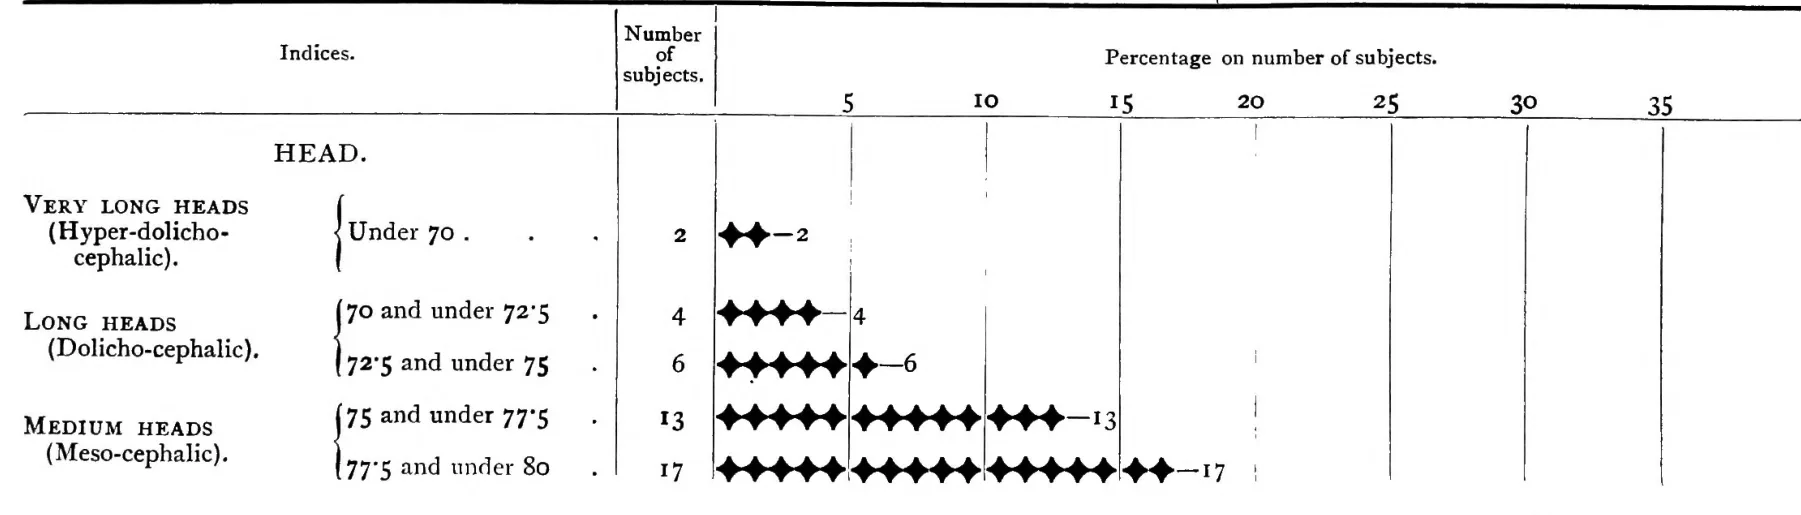 Indices.
Number
of
subjects.
Percentage on number of subjects.
5 10 15 20 25 30 35
HEAD.
VERY LONG HEADS
(Hyper-dolicho-
cephalic).
Under 70 . . . 2 —2
LONG HEADS
(Dolicho-cephalic).
70 and under 72·5 . 4 —4
72·5 and under 75 . 6 —6
MEDIUM HEADS
(Meso-cephalic).
75 and under 77·5 . 13 —13
77·5 and under 80 . 17 —17